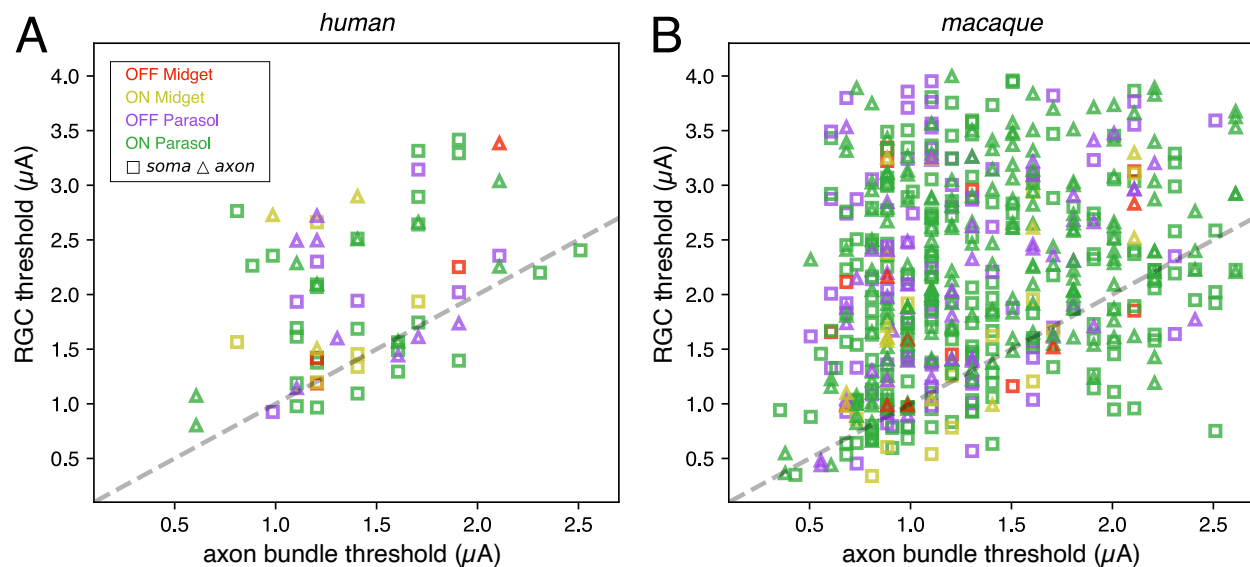 A
human
OFF Midget
ON Midget
OFF Parasol
ON Parasol
□ soma △ axon
RGC threshold (μA)
4.0
3.5
3.0
2.5
2.0
1.5
1.0
0.5
0.5 1.0 1.5 2.0 2.5
axon bundle threshold (μA)
B
macaque
RGC threshold (μA)
4.0
3.5
3.0
2.5
2.0
1.5
1.0
0.5
0.5 1.0 1.5 2.0 2.5
axon bundle threshold (μA)